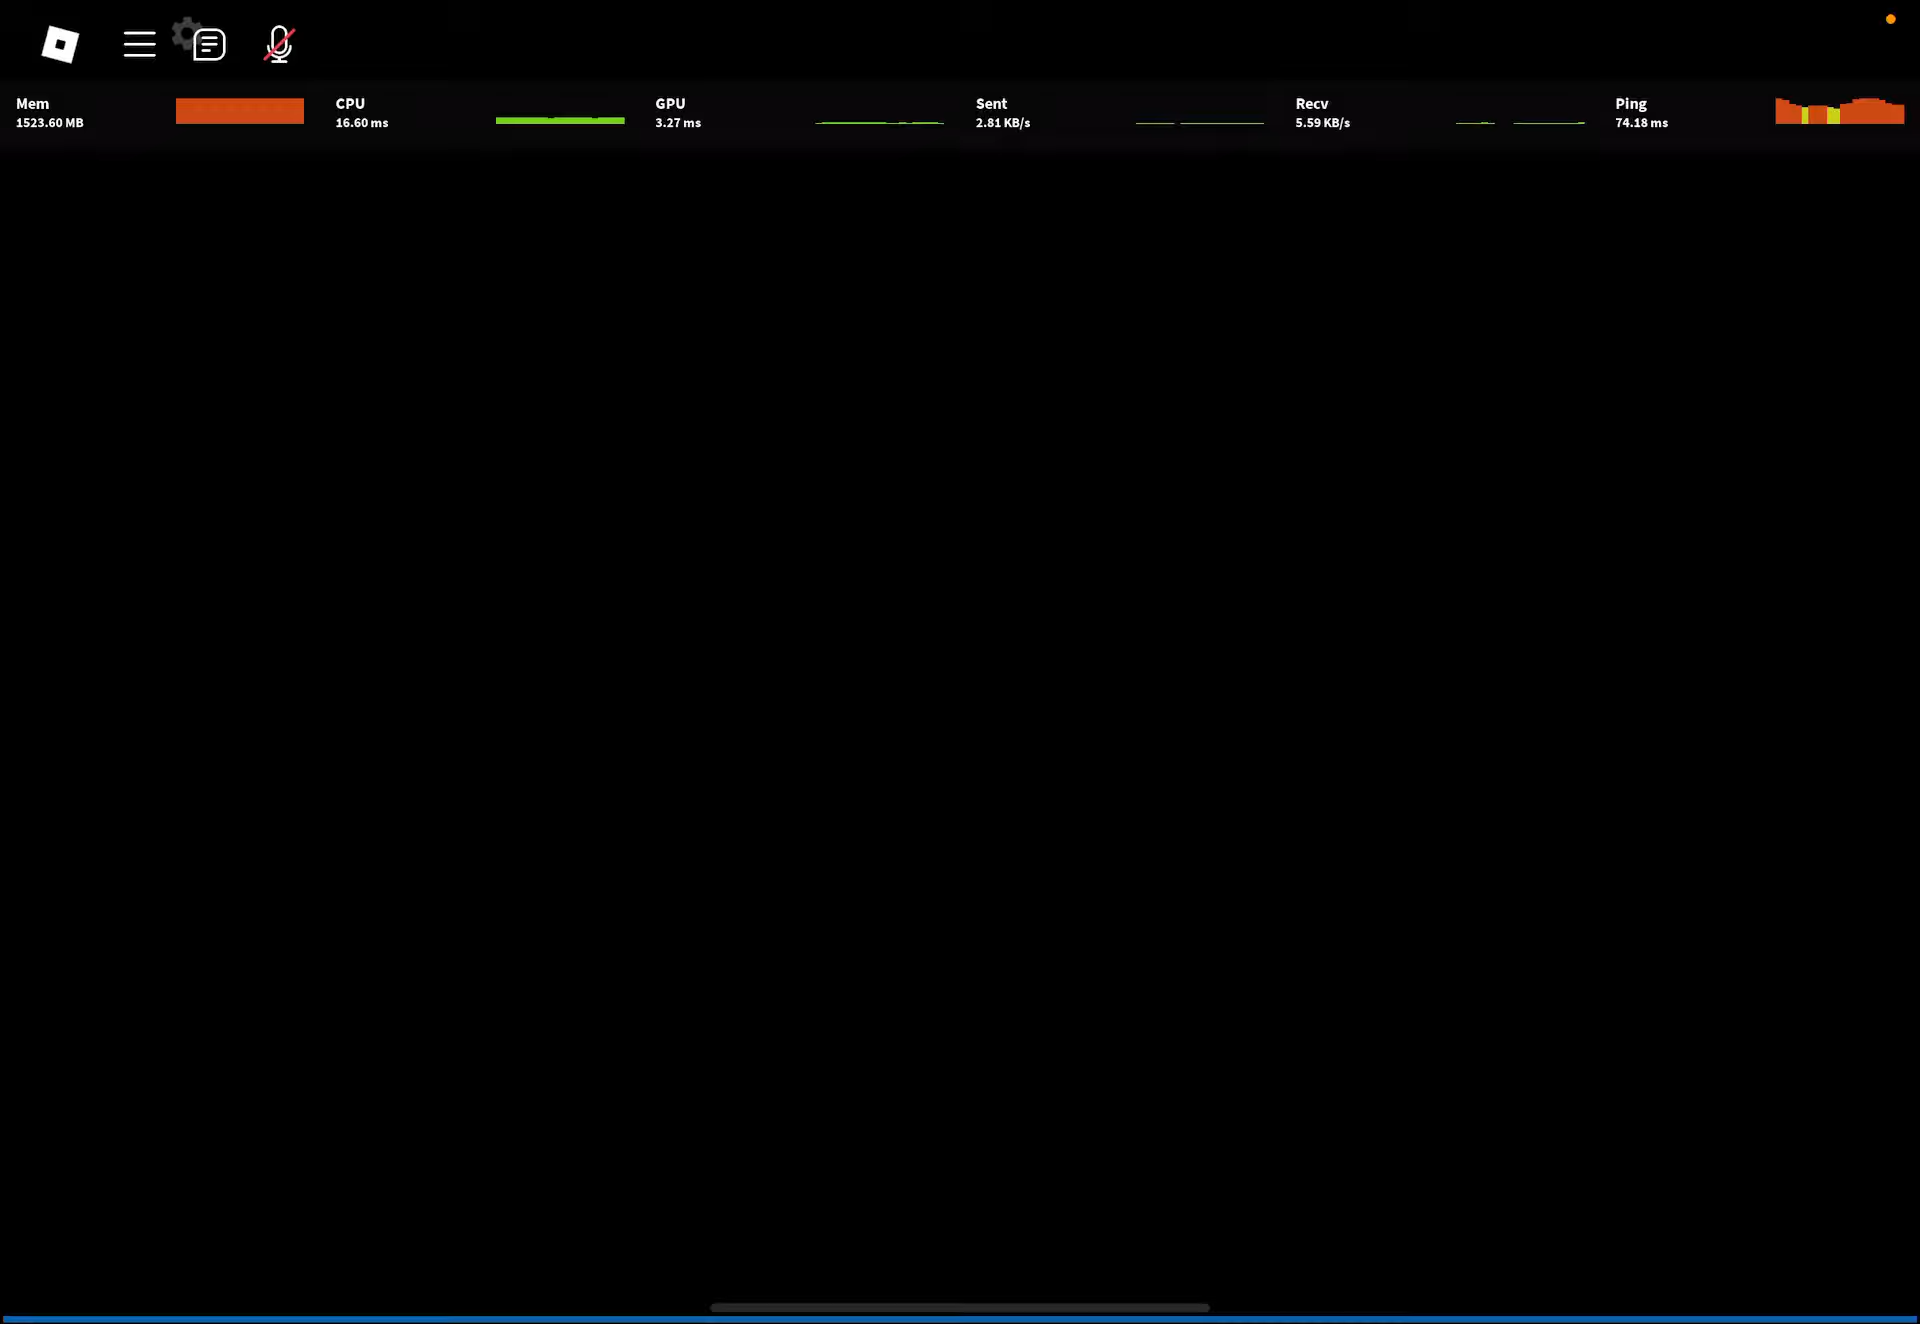 Mem
1523.60 MB
CPU
16.60 ms
GPU
3.27 ms
Sent
2.81 KB/s
Recv
5.59 KB/s
Ping
74.18 ms